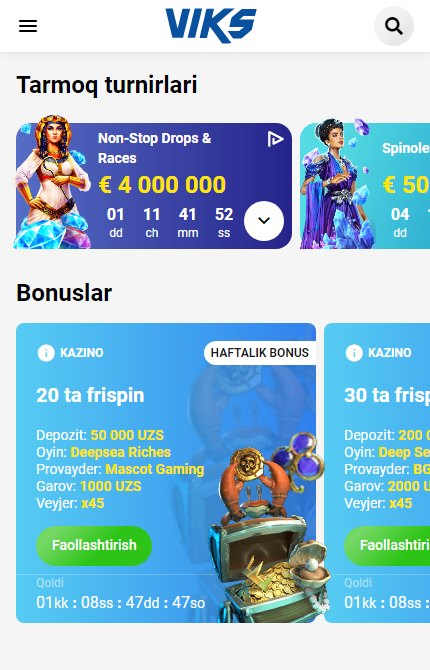 VIKS
Tarmoq turnirlari
Non-Stop Drops &
Races
€ 4 000 000
01 11 41 52
dd ch mm ss
Spinole
€ 50
04
dd
Bonuslar
KAZINO
HAFTALIK BONUS
20 ta frispin
Depozit: 50 000 UZS
Oyin: Deepsea Riches
Provayder: Mascot Gaming
Garov: 1000 UZS
Veyjer: x45
Faollashtirish
Qoldi
01kk : 08ss : 47dd : 47so
KAZINO
30 ta frisp
Depozit: 200
Oyin: Deep Se
Provayder: BG
Garov: 2000 U
Veyjer: x45
Faollashtiri
Qoldi
01kk : 08ss :